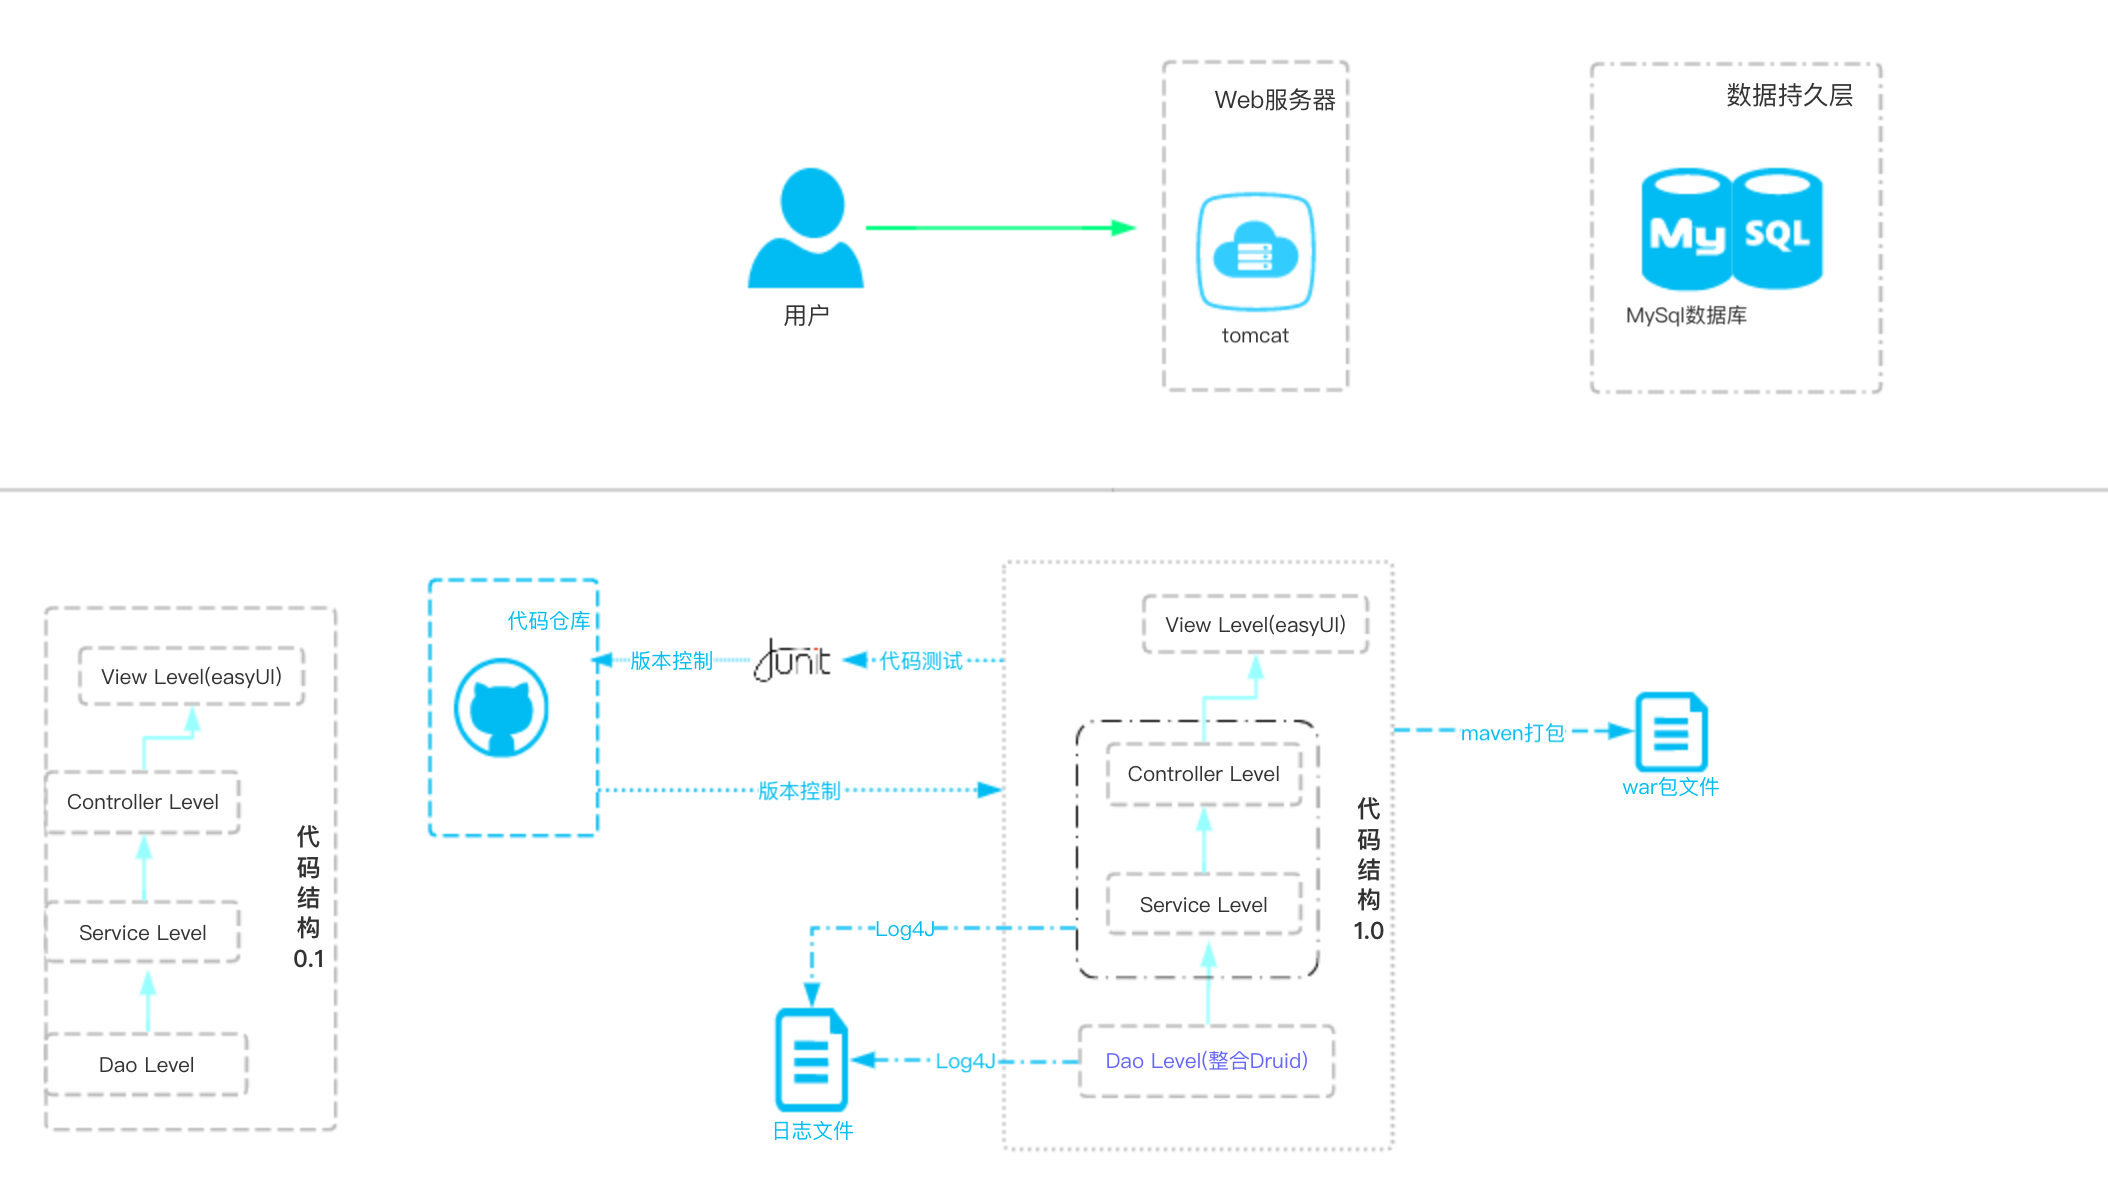 Web服务器
数据持久层
My SQL
用户
tomcat
MySql数据库
View Level(easyUI)
Controller Level
Service Level
Dao Level
代
码
结
构
0.1
代码仓库
版本控制
Junit
代码测试
版本控制
View Level(easyUI)
Controller Level
Service Level
Dao Level(整合Druid)
代
码
结
构
1.0
Log4J
Log4J
日志文件
maven打包
war包文件